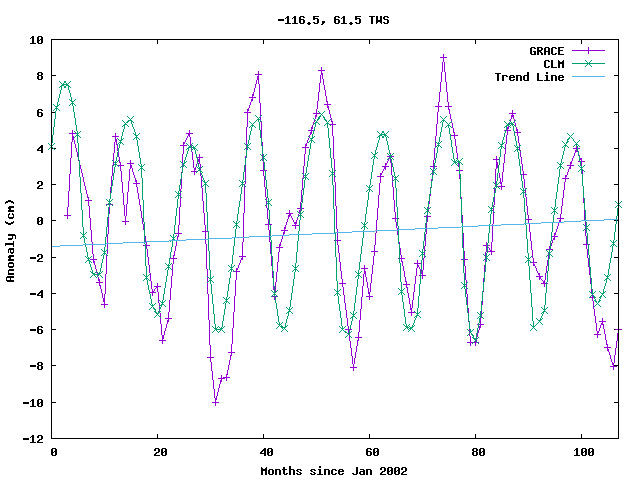 -116.5, 61.5 TWS
GRACE
CLM
Trend Line
10
8
6
4
2
0
-2
-4
-6
-8
-10
-12
Anomaly (cm)
0 20 40 60 80 100
Months since Jan 2002